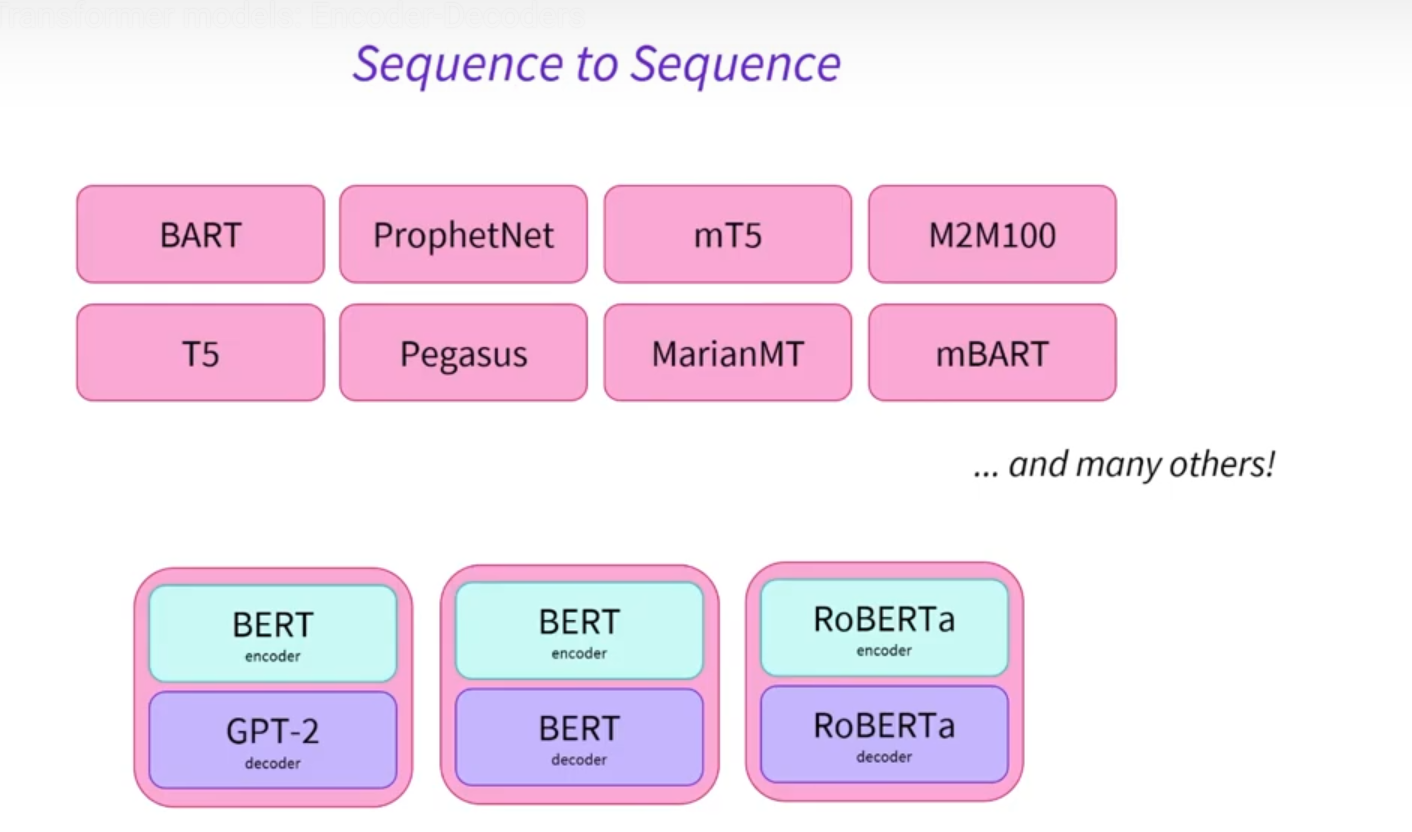 Transformer models: Encoder-Decoders
Sequence to Sequence
BART
ProphetNet
mT5
M2M100
T5
Pegasus
MarianMT
mBART
... and many others!
BERT
encoder
GPT-2
decoder
BERT
encoder
BERT
decoder
RoBERTa
encoder
RoBERTa
decoder